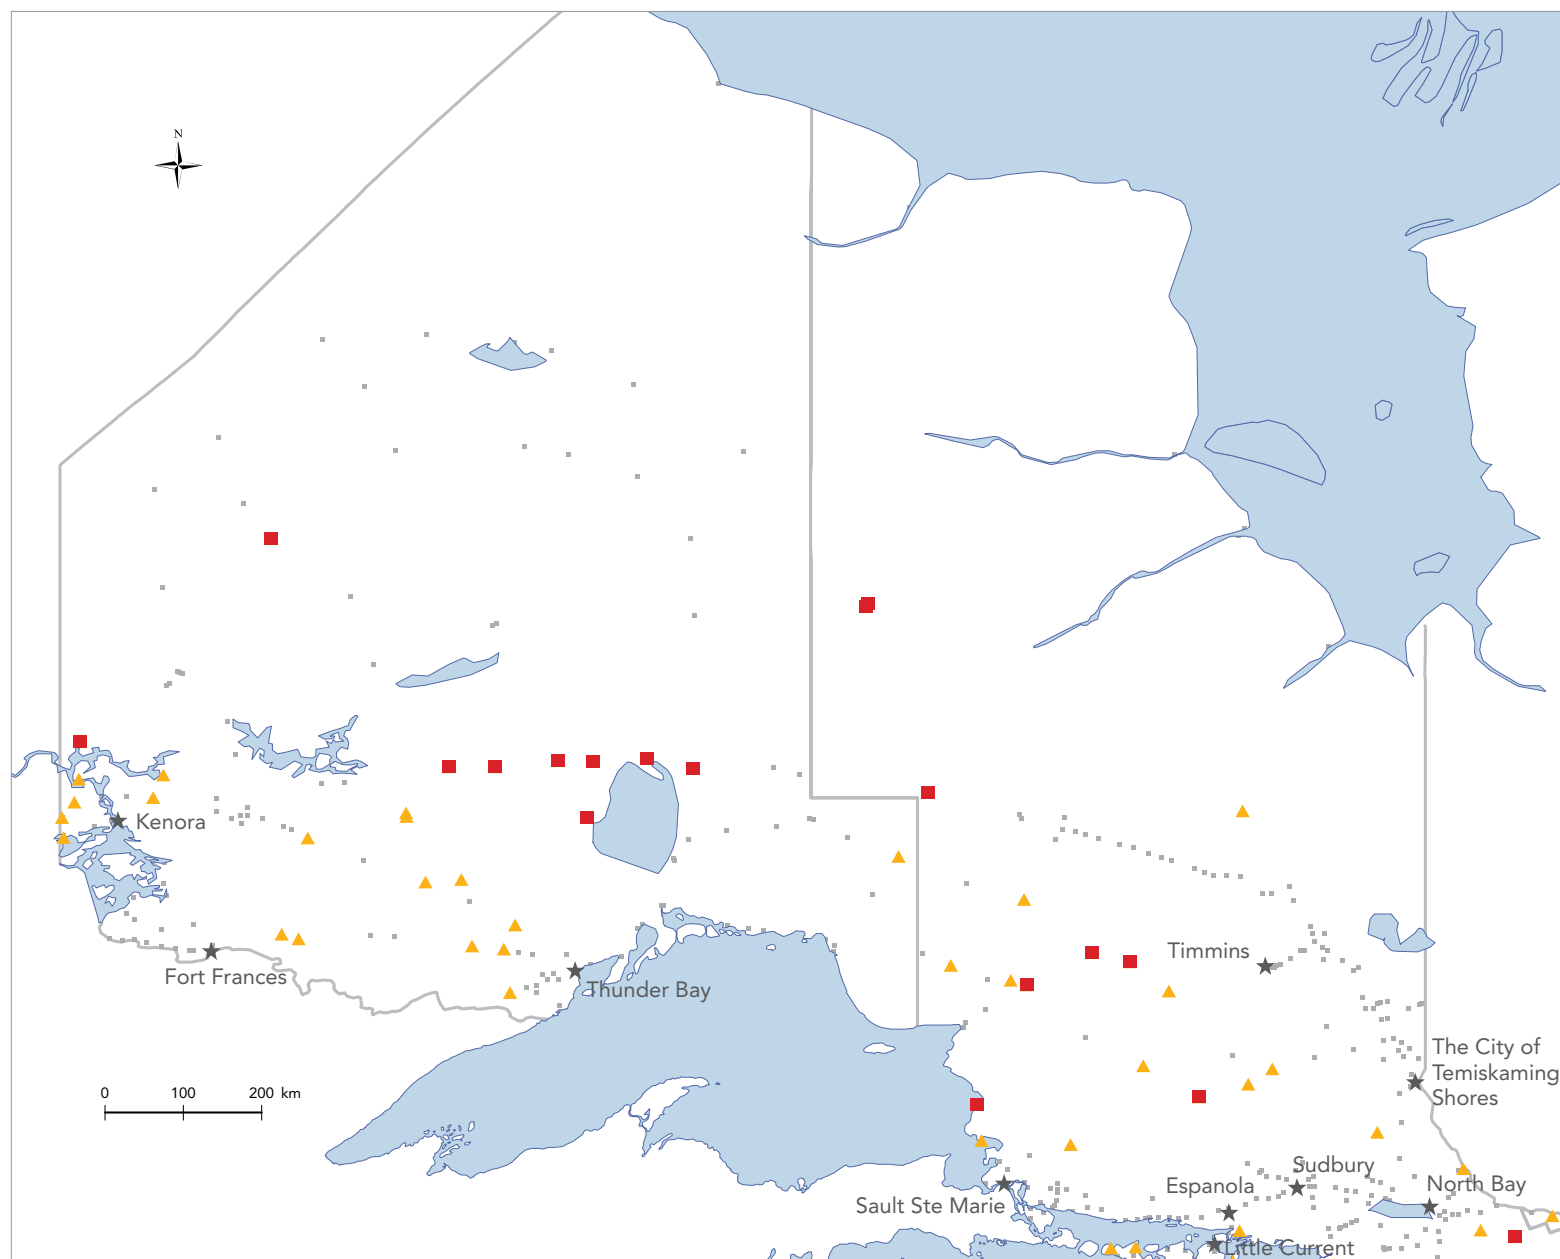 N
Kenora
Fort Frances
Timmins
Thunder Bay
The City of
Temiskaming
Shores
0 100 200 km
Sudbury
Espanola
North Bay
Sault Ste Marie
Little Current